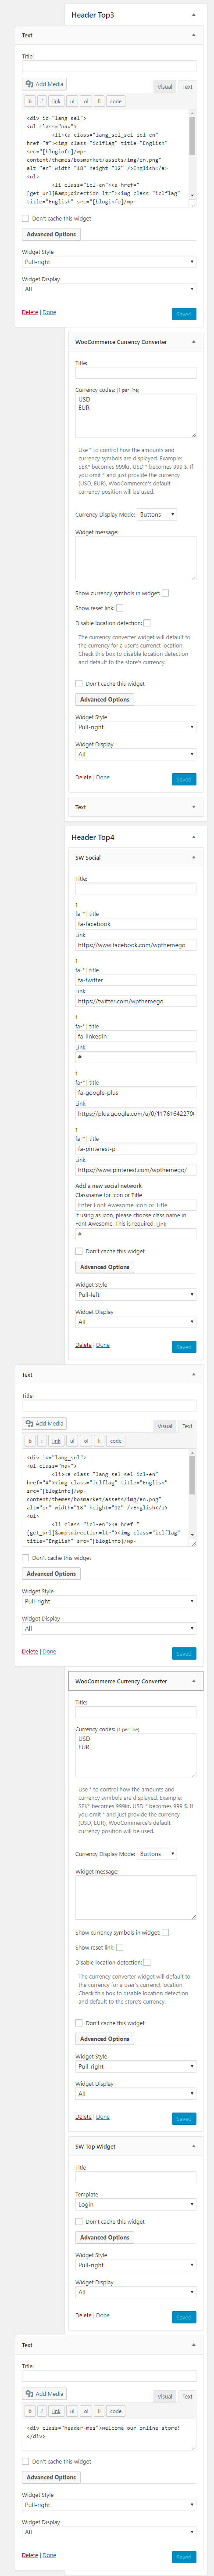 Header Top3
Text
Title:
Add Media
Visual
Text
b
i
link
ul
ol
li
code
<div id="lang_sel">
<ul class="nav">
<li><a class="lang_sel_sel icl-en"
href="#"><img class="iclflag" title="English"
src="[bloginfo]/wp-
content/themes/bosmarket/assets/img/en.png"
alt="en" width="18" height="12" />English</a>
<ul>
<li class="icl-en"><a href="
[get_url]&amp;direction=ltr"><img class="iclflag"
title="English" src="[bloginfo]/wp-
Don't cache this widget
Advanced Options
Widget Style
Pull-right
Widget Display
All
Delete | Done
Saved
WooCommerce Currency Converter
Title:
Currency codes: (1 per line)
USD
EUR
Use * to control how the amounts and
currency symbols are displayed. Example:
SEK* becomes 999kr. USD * becomes 999 $. If
you omit * and just provide the currency
(USD, EUR), WooCommerce's default
currency position will be used.
Currency Display Mode: Buttons
Widget message:
Show currency symbols in widget:
Show reset link:
Disable location detection:
The currency converter widget will default to
the currency for a user's current location.
Check this box to disable location detection
and default to the store's currency.
Don't cache this widget
Advanced Options
Widget Style
Pull-right
Widget Display
All
Delete | Done
Saved
Text
Header Top4
SW Social
Title:
1
fa-* | title
fa-facebook
Link
https://www.facebook.com/wpthemego
1
fa-* | title
fa-twitter
Link
https://twitter.com/wpthemego
1
fa-* | title
fa-linkedin
Link
#
1
fa-* | title
fa-google-plus
Link
https://plus.google.com/u/0/
1
fa-* | title
fa-pinterest-p
Link
https://www.pinterest.com/wpthemego/
Add a new social network
Classname for Icon or Title
Enter Font Awesome icon or Title
If using as icon, please choose class name in
Font Awesome. This is required. Link
#
Don't cache this widget
Advanced Options
Widget Style
Pull-left
Widget Display
All
Delete | Done
Saved
Text
Title:
Add Media
Visual
Text
b
i
link
ul
ol
li
code
<div id="lang_sel">
<ul class="nav">
<li><a class="lang_sel_sel icl-en"
href="#"><img class="iclflag" title="English"
src="[bloginfo]/wp-
content/themes/bosmarket/assets/img/en.png"
alt="en" width="18" height="12" />English</a>
<ul>
<li class="icl-en"><a href="
[get_url]&amp;direction=ltr"><img class="iclflag"
title="English" src="[bloginfo]/wp-
Don't cache this widget
Advanced Options
Widget Style
Pull-right
Widget Display
All
Delete | Done
Saved
WooCommerce Currency Converter
Title:
Currency codes: (1 per line)
USD
EUR
Use * to control how the amounts and
currency symbols are displayed. Example:
SEK* becomes 999kr. USD * becomes 999 $. If
you omit * and just provide the currency
(USD, EUR), WooCommerce's default
currency position will be used.
Currency Display Mode: Buttons
Widget message:
Show currency symbols in widget:
Show reset link:
Disable location detection:
The currency converter widget will default to
the currency for a user's current location.
Check this box to disable location detection
and default to the store's currency.
Don't cache this widget
Advanced Options
Widget Style
Pull-right
Widget Display
All
Delete | Done
Saved
SW Top Widget
Title
Template
Login
Don't cache this widget
Advanced Options
Widget Style
Pull-right
Widget Display
All
Delete | Done
Saved
Text
Title:
Add Media
Visual
Text
b
i
link
ul
ol
li
code
<div class="header-mes">welcome our online store!
</div>
Don't cache this widget
Advanced Options
Widget Style
Pull-right
Widget Display
All
Delete | Done
Saved